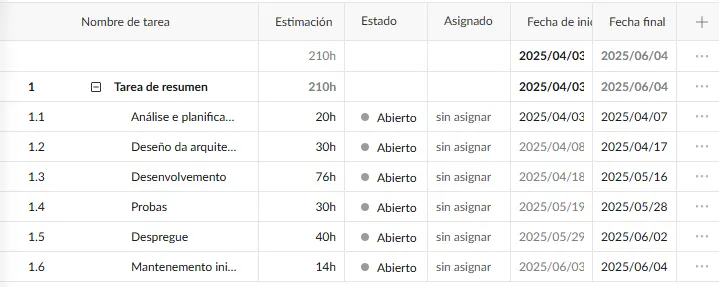 Nombre de tarea Estimación Estado Asignado Fecha de inic Fecha final
210h 2025/04/03 2025/06/04
1 Tarea de resumen 210h 2025/04/03 2025/06/04
1.1 Análise e planifica... 20h Abierto sin asignar 2025/04/03 2025/04/07
1.2 Deseño da arquite... 30h Abierto sin asignar 2025/04/08 2025/04/17
1.3 Desenvolvemento 76h Abierto sin asignar 2025/04/18 2025/05/16
1.4 Probas 30h Abierto sin asignar 2025/05/19 2025/05/28
1.5 Despregue 40h Abierto sin asignar 2025/05/29 2025/06/02
1.6 Mantenemento ini... 14h Abierto sin asignar 2025/06/03 2025/06/04